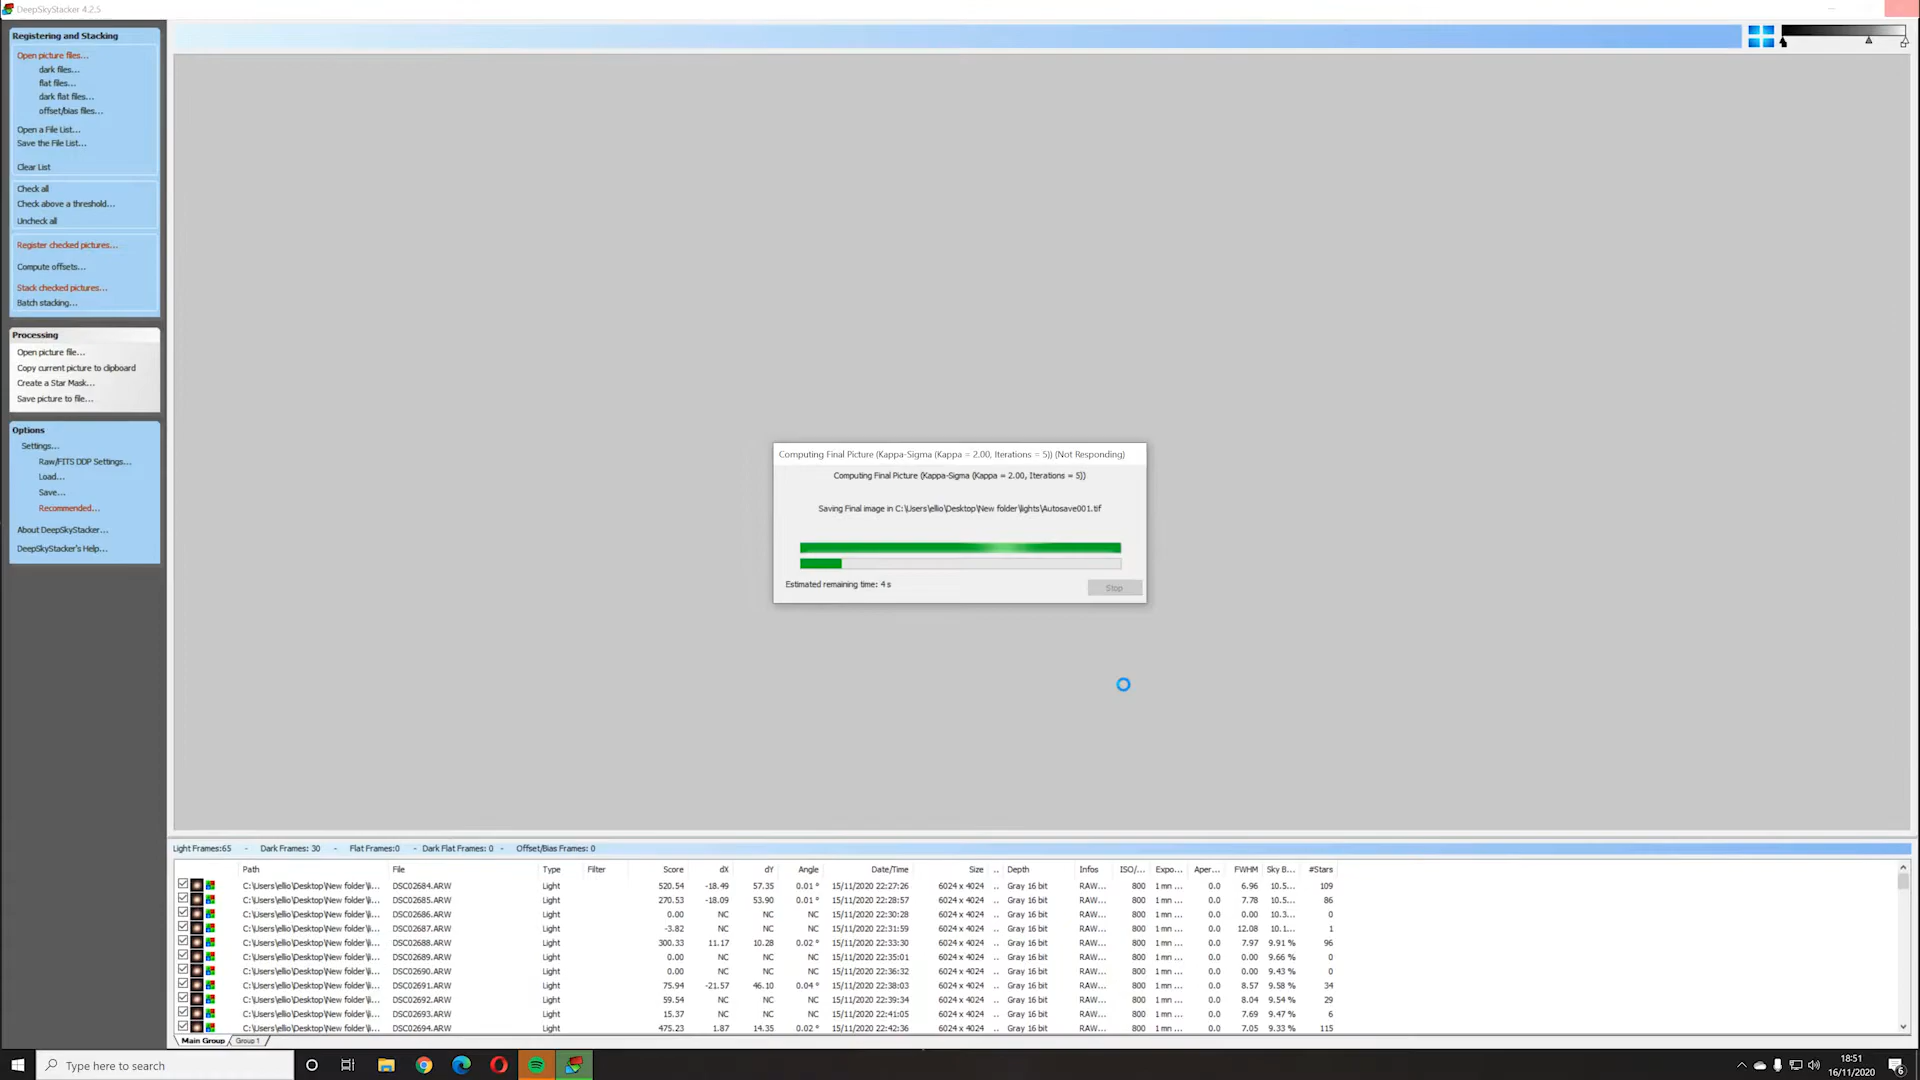 DeepSkyStacker 4.2.5
Registering and Stacking
Open picture files...
dark files...
flat files...
dark flat files...
offset/bias files...
Open a File List...
Save the File List...
Clear List
Check all
Check above a threshold...
Uncheck all
Register checked pictures...
Compute offsets...
Stack checked pictures...
Batch stacking...
Processing
Open picture file...
Copy current picture to clipboard
Create a Star Mask...
Save picture to file...
Options
Settings...
Raw/FITS DDP Settings...
Load...
Save...
Recommended...
About DeepSkyStacker...
DeepSkyStacker's Help...
Computing Final Picture (Kappa-Sigma (Kappa = 2.00, Iterations = 5)) (Not Responding)
Computing Final Picture (Kappa-Sigma (Kappa = 2.00, Iterations = 5))
Saving Final image in C:\Users\ellio\Desktop\New folder\lights\Autosave001.tif
Estimated remaining time: 4 s
Stop
Light Frames:65 - Dark Frames: 30 - Flat Frames:0 - Dark Flat Frames: 0 - Offset/Bias Frames: 0
Path File Type Filter Score dX dY Angle Date/Time Size .. Depth Infos ISO/... Expo... Aper... FWHM Sky B... #Stars
C:\Users\ellio\Desktop\New folder\li... DSC02684.ARW Light 520.54 -18.49 57.35 0.01 ° 15/11/2020 22:27:26 6024 x 4024 .. Gray 16 bit RAW... 800 1 mn ... 0.0 6.96 10.5... 109
C:\Users\ellio\Desktop\New folder\li... DSC02685.ARW Light 270.53 -18.09 53.90 0.01 ° 15/11/2020 22:28:57 6024 x 4024 .. Gray 16 bit RAW... 800 1 mn ... 0.0 7.78 10.5... 86
C:\Users\ellio\Desktop\New folder\li... DSC02686.ARW Light 0.00 NC NC NC 15/11/2020 22:30:28 6024 x 4024 .. Gray 16 bit RAW... 800 1 mn ... 0.0 0.00 10.3... 0
C:\Users\ellio\Desktop\New folder\li... DSC02687.ARW Light -3.82 NC NC NC 15/11/2020 22:31:59 6024 x 4024 .. Gray 16 bit RAW... 800 1 mn ... 0.0 12.08 10.1... 1
C:\Users\ellio\Desktop\New folder\li... DSC02688.ARW Light 300.33 11.17 10.28 0.02 ° 15/11/2020 22:33:30 6024 x 4024 .. Gray 16 bit RAW... 800 1 mn ... 0.0 7.97 9.91 % 96
C:\Users\ellio\Desktop\New folder\li... DSC02689.ARW Light 0.00 NC NC NC 15/11/2020 22:35:01 6024 x 4024 .. Gray 16 bit RAW... 800 1 mn ... 0.0 0.00 9.66 % 0
C:\Users\ellio\Desktop\New folder\li... DSC02690.ARW Light 0.00 NC NC NC 15/11/2020 22:36:32 6024 x 4024 .. Gray 16 bit RAW... 800 1 mn ... 0.0 0.00 9.43 % 0
C:\Users\ellio\Desktop\New folder\li... DSC02691.ARW Light 75.94 -21.57 46.10 0.04 ° 15/11/2020 22:38:03 6024 x 4024 .. Gray 16 bit RAW... 800 1 mn ... 0.0 8.57 9.58 % 34
C:\Users\ellio\Desktop\New folder\li... DSC02692.ARW Light 59.54 NC NC NC 15/11/2020 22:39:34 6024 x 4024 .. Gray 16 bit RAW... 800 1 mn ... 0.0 8.04 9.54 % 29
C:\Users\ellio\Desktop\New folder\li... DSC02693.ARW Light 15.37 NC NC NC 15/11/2020 22:41:05 6024 x 4024 .. Gray 16 bit RAW... 800 1 mn ... 0.0 7.69 9.47 % 6
C:\Users\ellio\Desktop\New folder\li... DSC02694.ARW Light 475.23 1.87 14.35 0.02 ° 15/11/2020 22:42:36 6024 x 4024 .. Gray 16 bit RAW... 800 1 mn ... 0.0 7.05 9.33 % 115
Main Group Group 1
Type here to search
18:51
16/11/2020
6